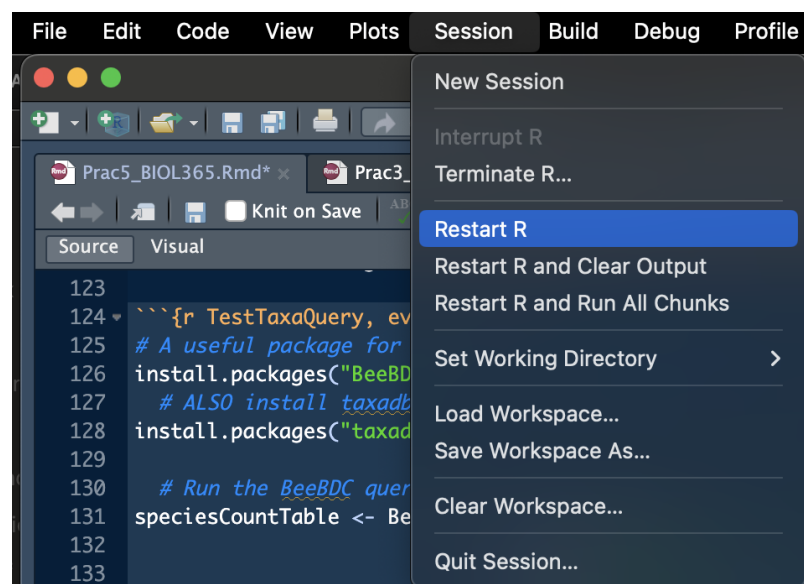 File Edit Code View Plots Session Build Debug Profile
New Session
Interrupt R
Terminate R...
Restart R
Restart R and Clear Output
Restart R and Run All Chunks
Set Working Directory
Load Workspace...
Save Workspace As...
Clear Workspace...
Quit Session...
Prac5_BIOL365.Rmd* Prac3_
Knit on Save
Source Visual
123
124 ```{r TestTaxaQuery, ev
125 # A useful package for
126 install.packages("BeeBD
127 # ALSO install taxadb
128 install.packages("taxad
129
130 # Run the BeeBDC quer
131 speciesCountTable <- Be
132
133